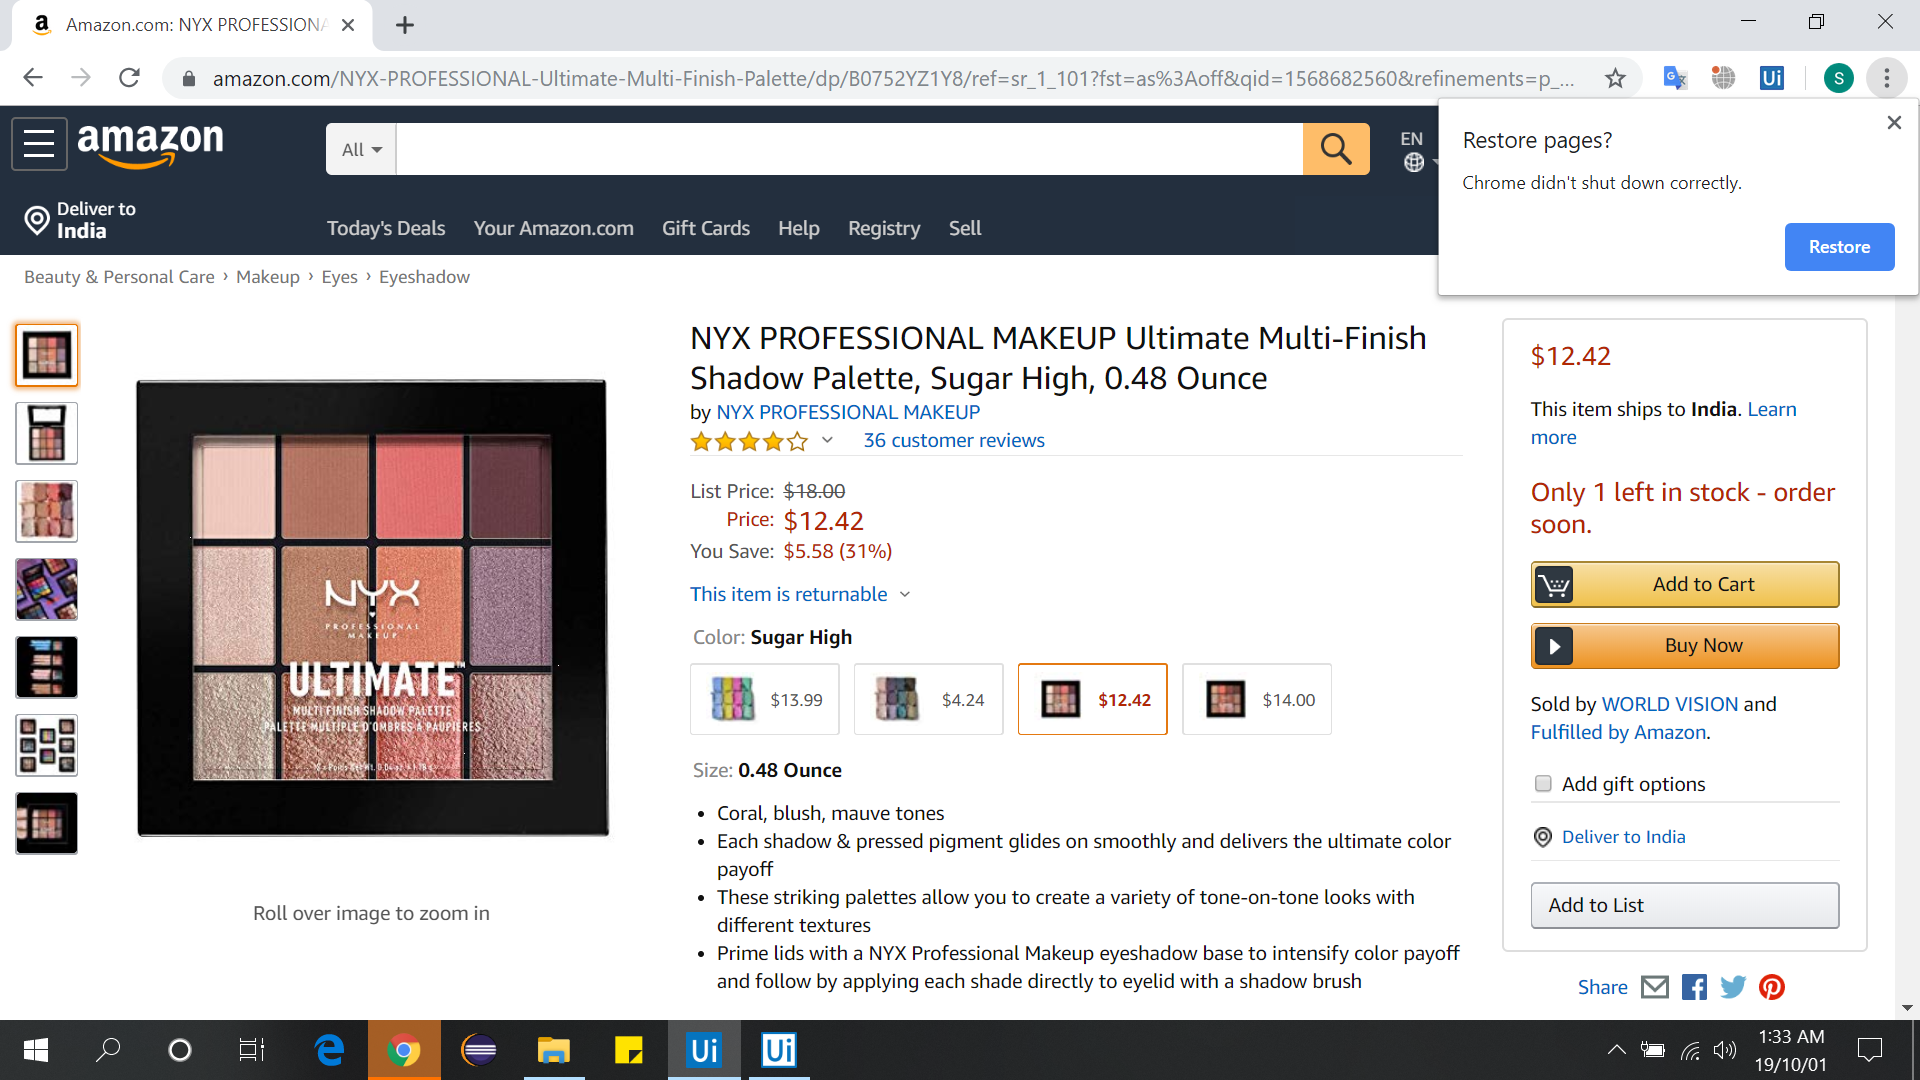 Amazon.com: NYX PROFESSIONA
amazon.com/NYX-PROFESSIONAL-Ultimate-Multi-Finish-Palette/dp/B0752YZ1Y8/ref=sr_1_101?fst=as%3Aoff&qid=1568682560&refinements=p_...
Ui
S
Restore pages?
Chrome didn't shut down correctly.
Restore
amazon
All
EN
Deliver to
India
Today's Deals
Your Amazon.com
Gift Cards
Help
Registry
Sell
Beauty & Personal Care › Makeup › Eyes › Eyeshadow
NYX
PROFESSIONAL
MAKEUP
ULTIMATE™
MULTI FINISH SHADOW PALETTE
PALETTE MULTIPLE D'OMBRES À PAUPIÈRES
Roll over image to zoom in
NYX PROFESSIONAL MAKEUP Ultimate Multi-Finish
Shadow Palette, Sugar High, 0.48 Ounce
by NYX PROFESSIONAL MAKEUP
36 customer reviews
List Price: $18.00
Price: $12.42
You Save: $5.58 (31%)
This item is returnable
Color: Sugar High
$13.99
$4.24
$12.42
$14.00
Size: 0.48 Ounce
• Coral, blush, mauve tones
• Each shadow & pressed pigment glides on smoothly and delivers the ultimate color
payoff
• These striking palettes allow you to create a variety of tone-on-tone looks with
different textures
• Prime lids with a NYX Professional Makeup eyeshadow base to intensify color payoff
and follow by applying each shade directly to eyelid with a shadow brush
$12.42
This item ships to India. Learn
more
Only 1 left in stock - order
soon.
Add to Cart
Buy Now
Sold by WORLD VISION and
Fulfilled by Amazon.
Add gift options
Deliver to India
Add to List
Share
Ui
Ui
1:33 AM
19/10/01